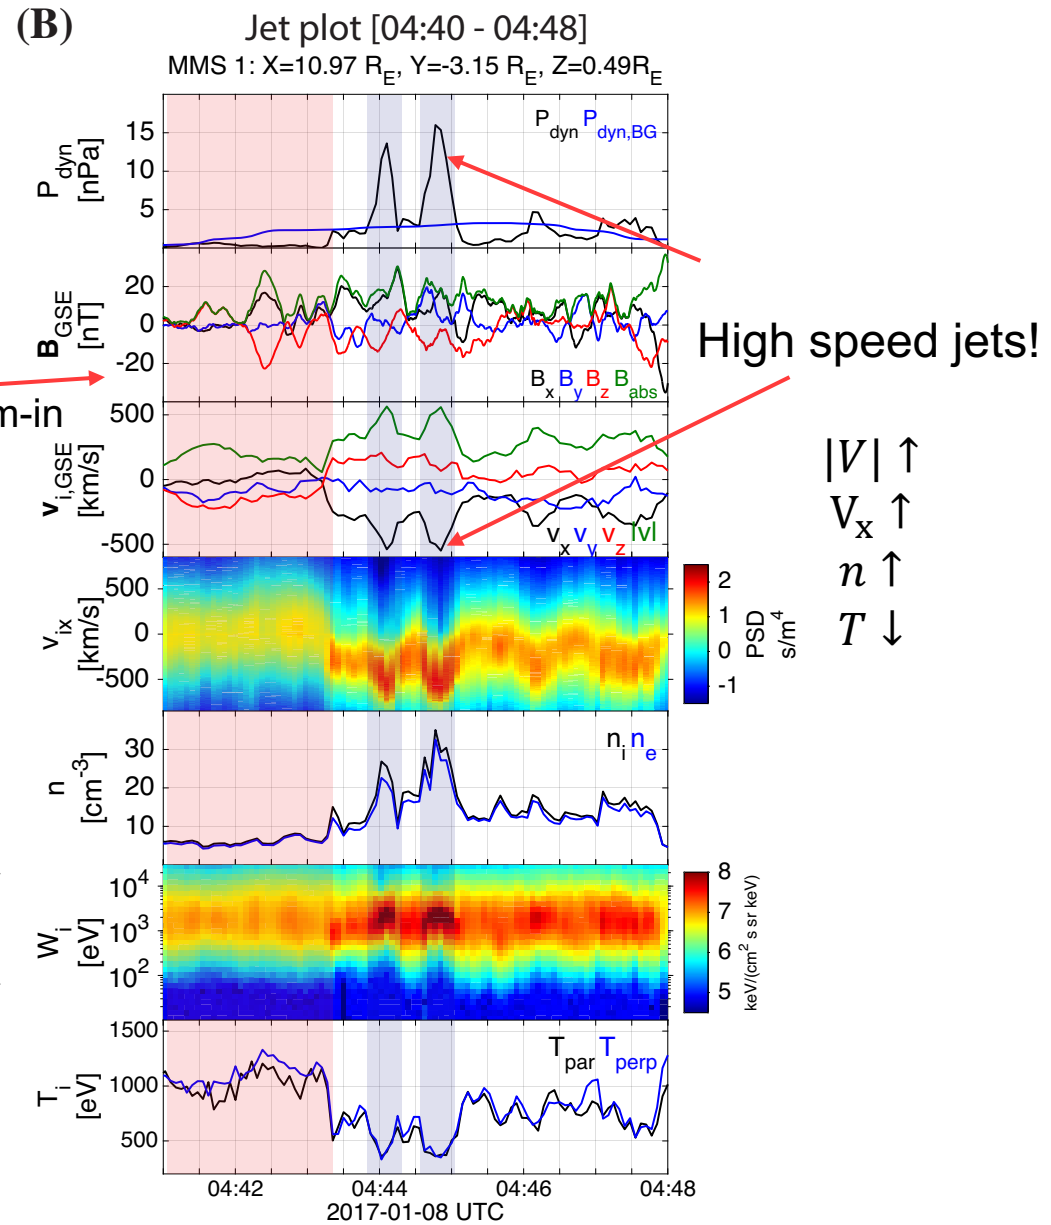 (B)
Jet plot [04:40 - 04:48]
MMS 1: X=10.97 R_E, Y=-3.15 R_E, Z=0.49R_E
P_dyn P_dyn,BG
P_dyn
[nPa]
15
10
5
B_GSE
[nT]
20
0
-20
B_x B_y B_z B_abs
High speed jets!
m-in
v_i,GSE
[km/s]
500
0
-500
v_x v_y v_z |v|
|V| ↑
V_x ↑
n ↑
T ↓
v_ix
[km/s]
500
0
-500
2
1
0
-1
PSD
s/m^4
n
[cm^-3]
30
20
10
n_i n_e
W_i
[eV]
10^4
10^3
10^2
8
7
6
5
keV/(cm^2 s sr keV)
T_i
[eV]
1500
1000
500
T_par T_perp
04:42 04:44 04:46 04:48
2017-01-08 UTC